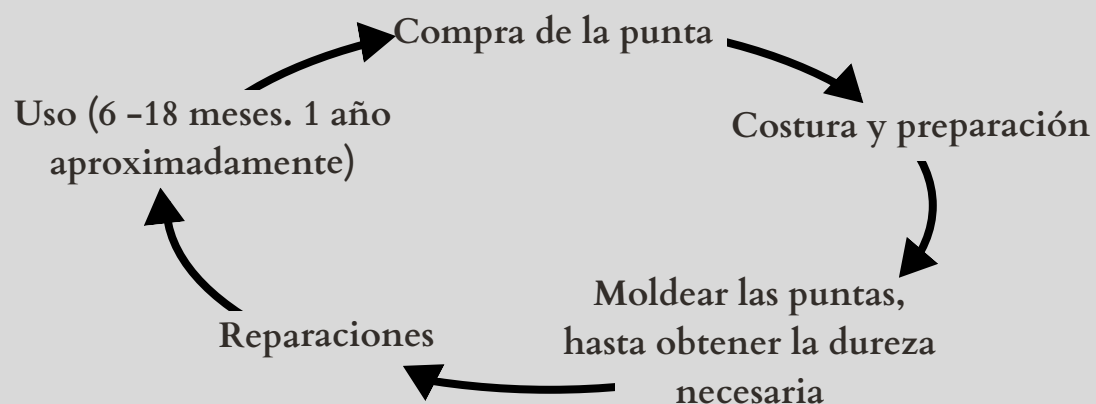 Compra de la punta
Costura y preparación
Moldear las puntas,
hasta obtener la dureza
necesaria
Reparaciones
Uso (6 -18 meses. 1 año
aproximadamente)